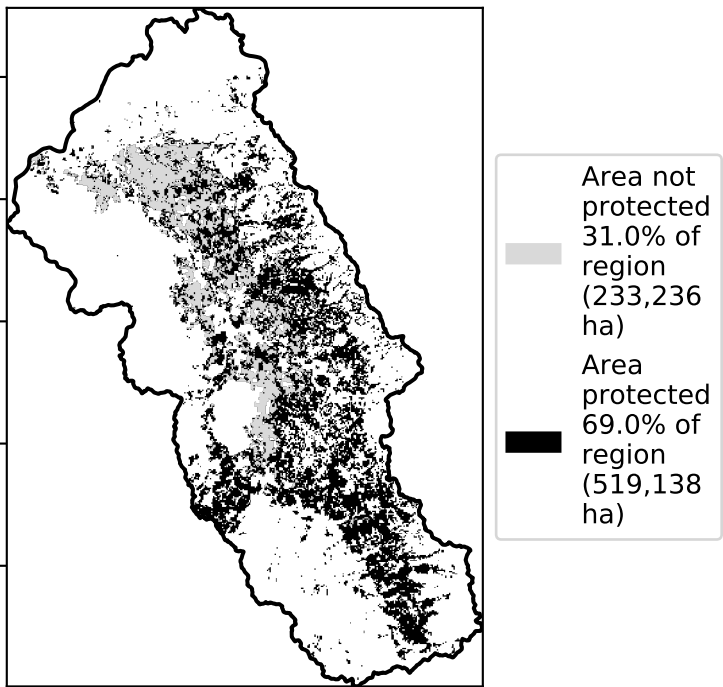 Area not
protected
31.0% of
region
(233,236
ha)
Area
protected
69.0% of
region
(519,138
ha)